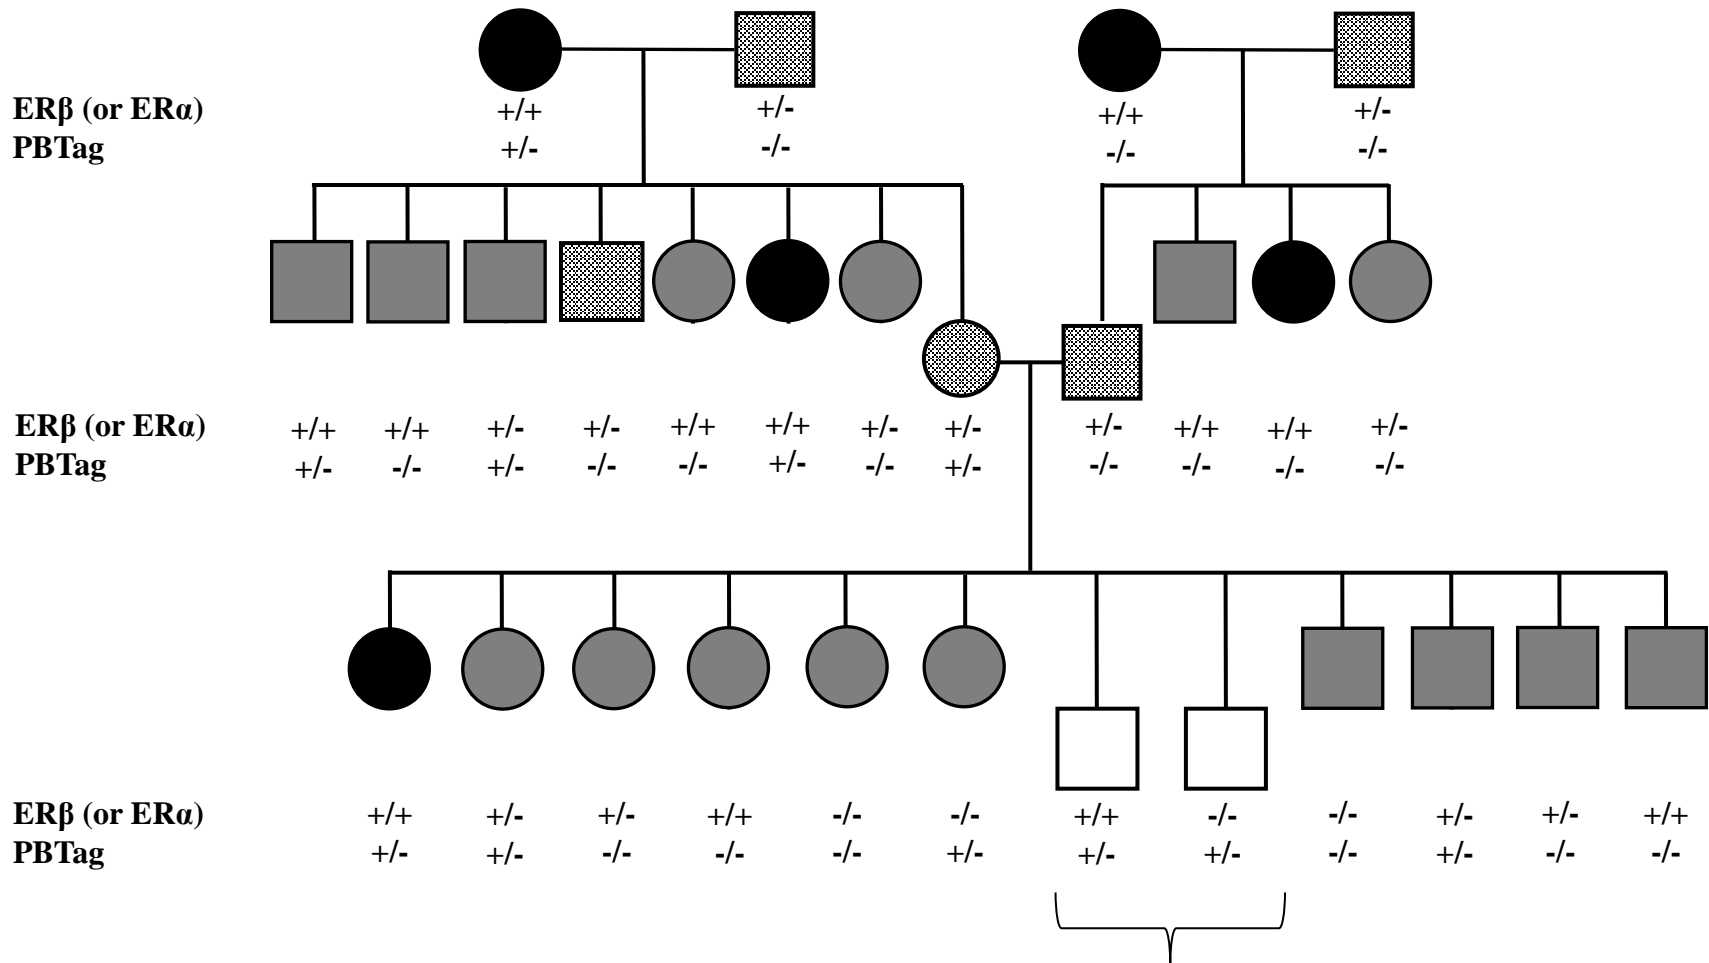 ERβ (or ERα) +/+ +/- +/+ +/-
PBTag +/- -/- -/- -/-
ERβ (or ERα) +/+ +/+ +/- +/- +/+ +/+ +/- +/- +/- +/+ +/+ +/-
PBTag +/- -/- +/- -/- -/- +/- -/- +/- -/- -/- -/- -/-
ERβ (or ERα) +/+ +/- +/- +/+ -/- -/- +/+ -/- -/- +/- +/- +/+
PBTag +/- +/- -/- -/- -/- +/- +/- +/- -/- +/- -/- -/-